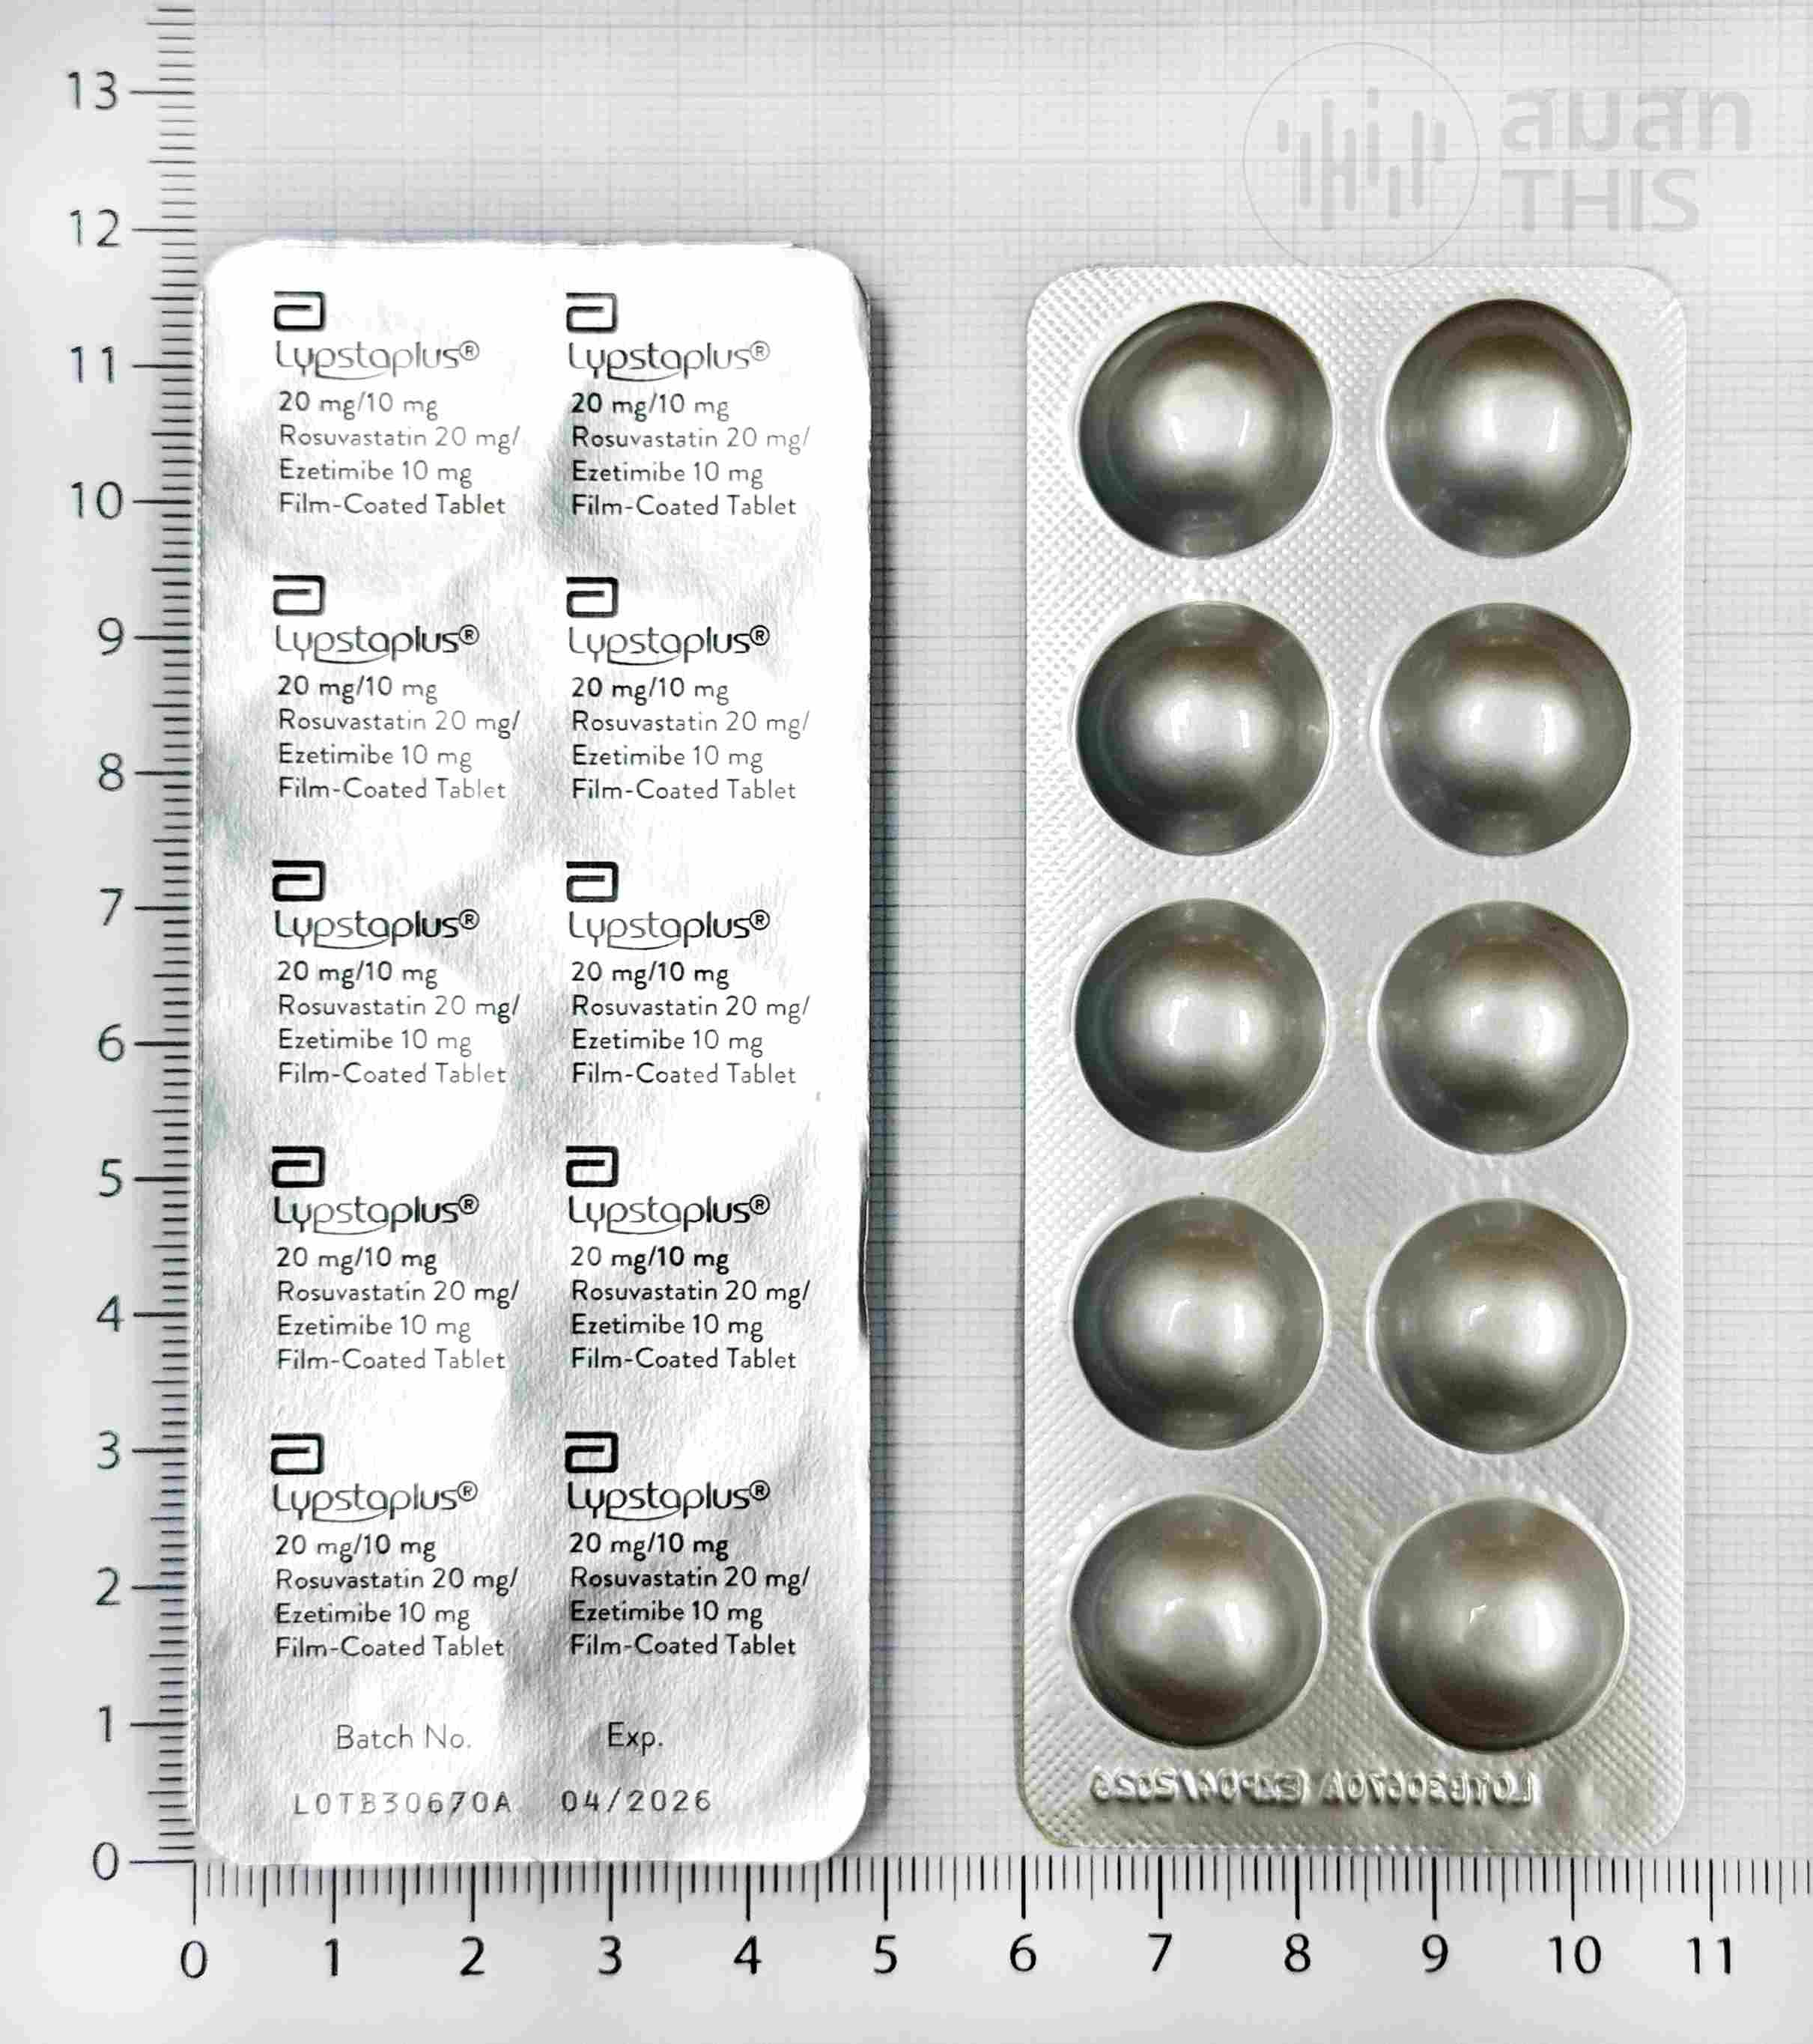 13
12
11
10
9
8
7
6
5
4
3
2
1
0
0 1 2 3 4 5 6 7 8 9 10 11
สมสก
THIS
Lypstaplus® Lypstaplus®
20 mg/10 mg 20 mg/10 mg
Rosuvastatin 20 mg/ Rosuvastatin 20 mg/
Ezetimibe 10 mg Ezetimibe 10 mg
Film-Coated Tablet Film-Coated Tablet
Lypstaplus® Lypstaplus®
20 mg/10 mg 20 mg/10 mg
Rosuvastatin 20 mg/ Rosuvastatin 20 mg/
Ezetimibe 10 mg Ezetimibe 10 mg
Film-Coated Tablet Film-Coated Tablet
Lypstaplus® Lypstaplus®
20 mg/10 mg 20 mg/10 mg
Rosuvastatin 20 mg/ Rosuvastatin 20 mg/
Ezetimibe 10 mg Ezetimibe 10 mg
Film-Coated Tablet Film-Coated Tablet
Lypstaplus® Lypstaplus®
20 mg/10 mg 20 mg/10 mg
Rosuvastatin 20 mg/ Rosuvastatin 20 mg/
Ezetimibe 10 mg Ezetimibe 10 mg
Film-Coated Tablet Film-Coated Tablet
Lypstaplus® Lypstaplus®
20 mg/10 mg 20 mg/10 mg
Rosuvastatin 20 mg/ Rosuvastatin 20 mg/
Ezetimibe 10 mg Ezetimibe 10 mg
Film-Coated Tablet Film-Coated Tablet
Batch No. Exp.
LOTB30670A 04/2026